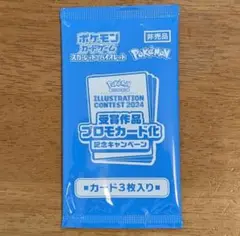 ポケモン
カードゲーム
スカーレット&バイオレット
非売品
Pokémon
Pokémon
ILLUSTRATION
CONTEST 2024
受賞作品
プロモカード化
記念キャンペーン
■カード3枚入り■